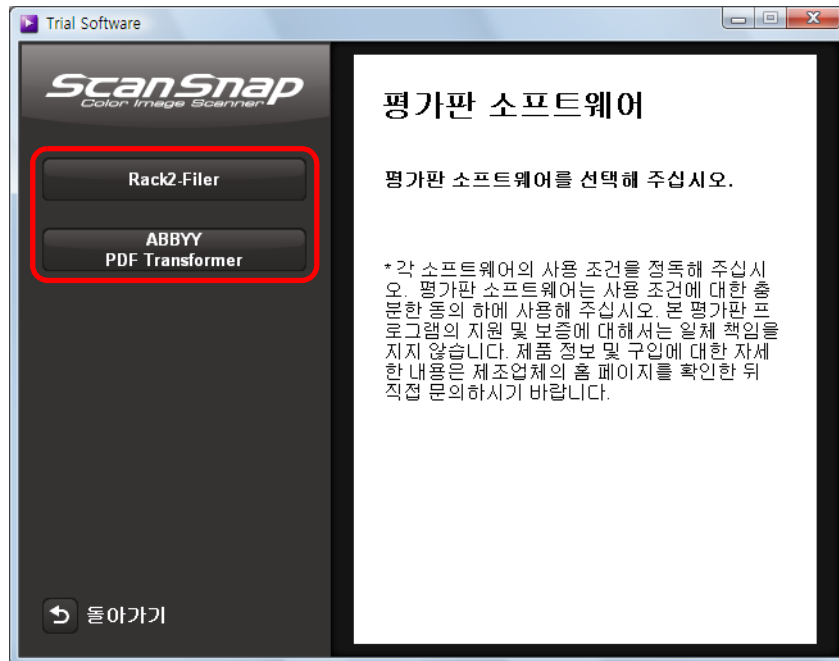 Trial Software
ScanSnap
Color Image Scanner
Rack2-Filer
ABBYY
PDF Transformer
돌아가기
평가판 소프트웨어
평가판 소프트웨어를 선택해 주십시오.
* 각 소프트웨어의 사용 조건을 정독해 주십시
오. 평가판 소프트웨어는 사용 조건에 대한 충
분한 동의 하에 사용해 주십시오. 본 평가판 프
로그램의 지원 및 보증에 대해서는 일체 책임을
지지 않습니다. 제품 정보 및 구입에 대한 자세
한 내용은 제조업체의 홈 페이지를 확인한 뒤
직접 문의하시기 바랍니다.